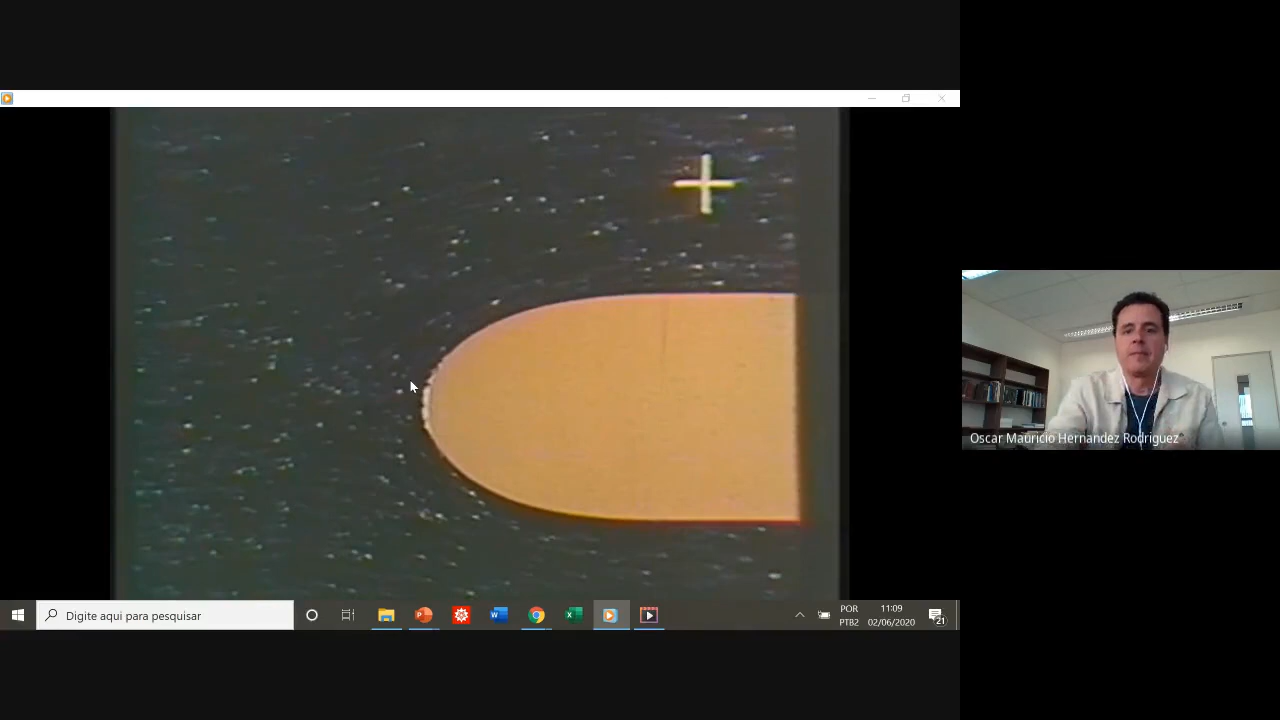 Oscar Mauricio Hernandez Rodriguez
Digite aqui para pesquisar
POR
PTB2
11:09
02/06/2020
21